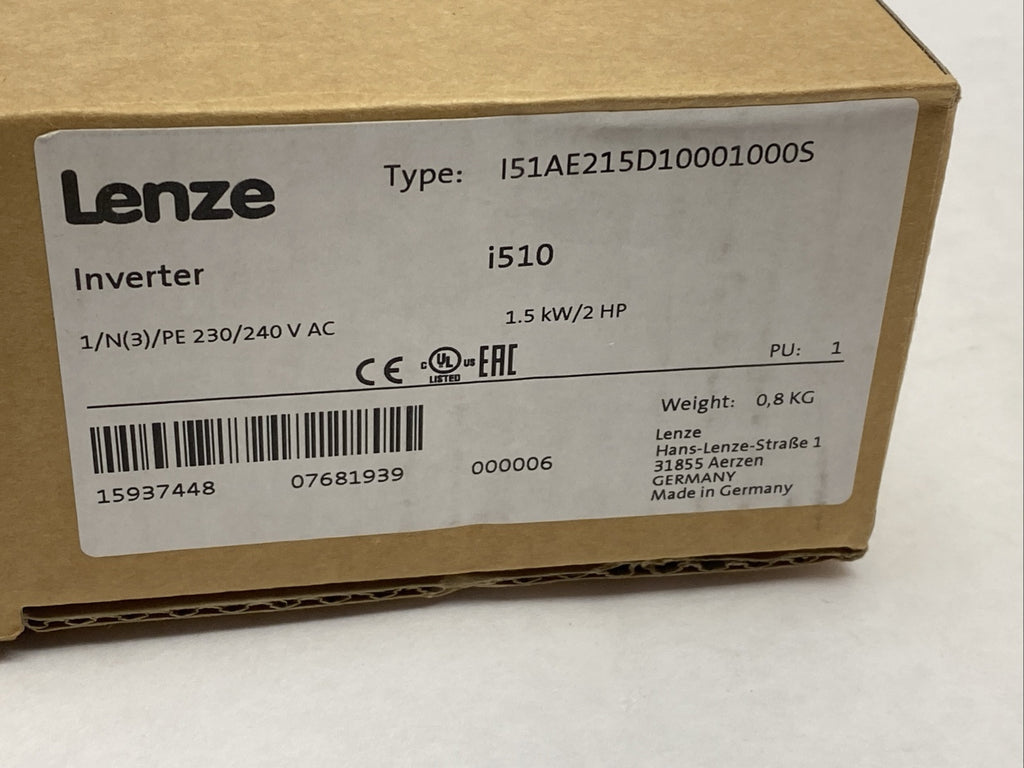 Lenze
Type: I51AE215D10001000S
Inverter
i510
1/N(3)/PE 230/240 V AC
1.5 kW/2 HP
CE
c UL us
LISTED
EAC
PU: 1
Weight: 0,8 KG
Lenze
Hans-Lenze-Straße 1
31855 Aerzen
GERMANY
Made in Germany
15937448 07681939 000006